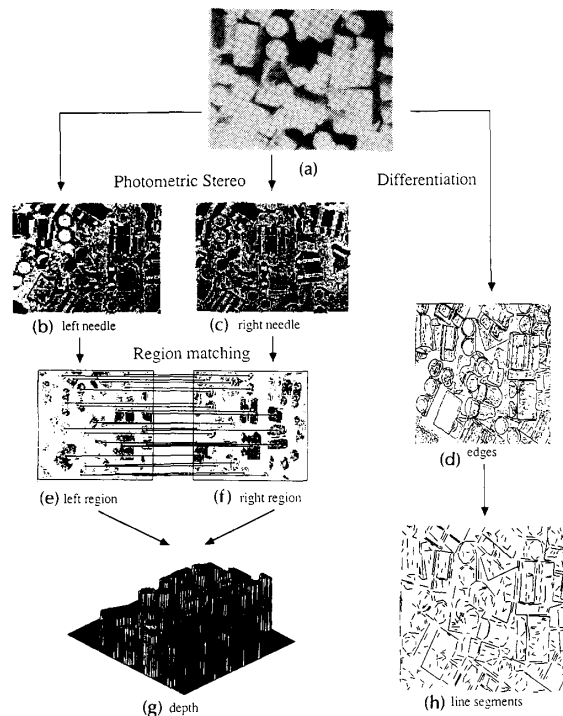 (a)
Photometric Stereo
Differentiation
(b) left needle
(c) right needle
Region matching
(d) edges
(e) left region
(f) right region
(g) depth
(h) line segments